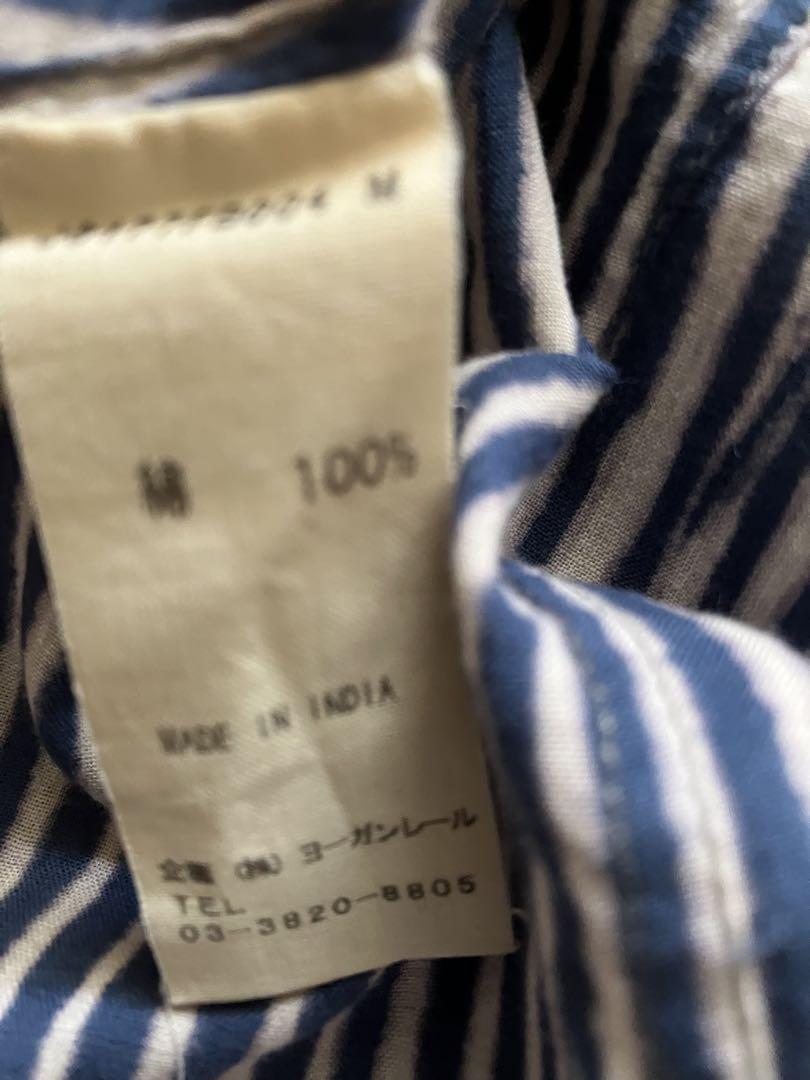 M
綿 100%
MADE IN INDIA
企画 (株) ヨーガンレール
TEL
03-3820-8805